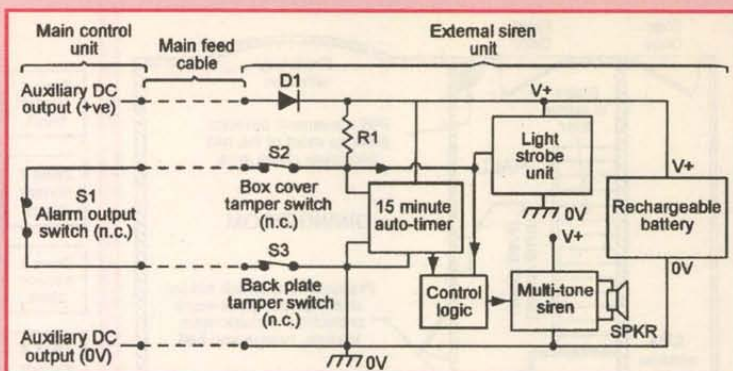 Main control
unit
Main feed
cable
External siren
unit
Auxiliary DC
output (+ve)
D1
V+
R1
S2
Box cover
tamper switch
(n.c.)
Light
strobe
unit
0V
V+
Rechargeable
battery
0V
S1
Alarm output
switch (n.c.)
15 minute
auto-timer
V+
S3
Back plate
tamper switch
(n.c.)
Control
logic
Multi-tone
siren
SPKR
Auxiliary DC
output (0V)
0V